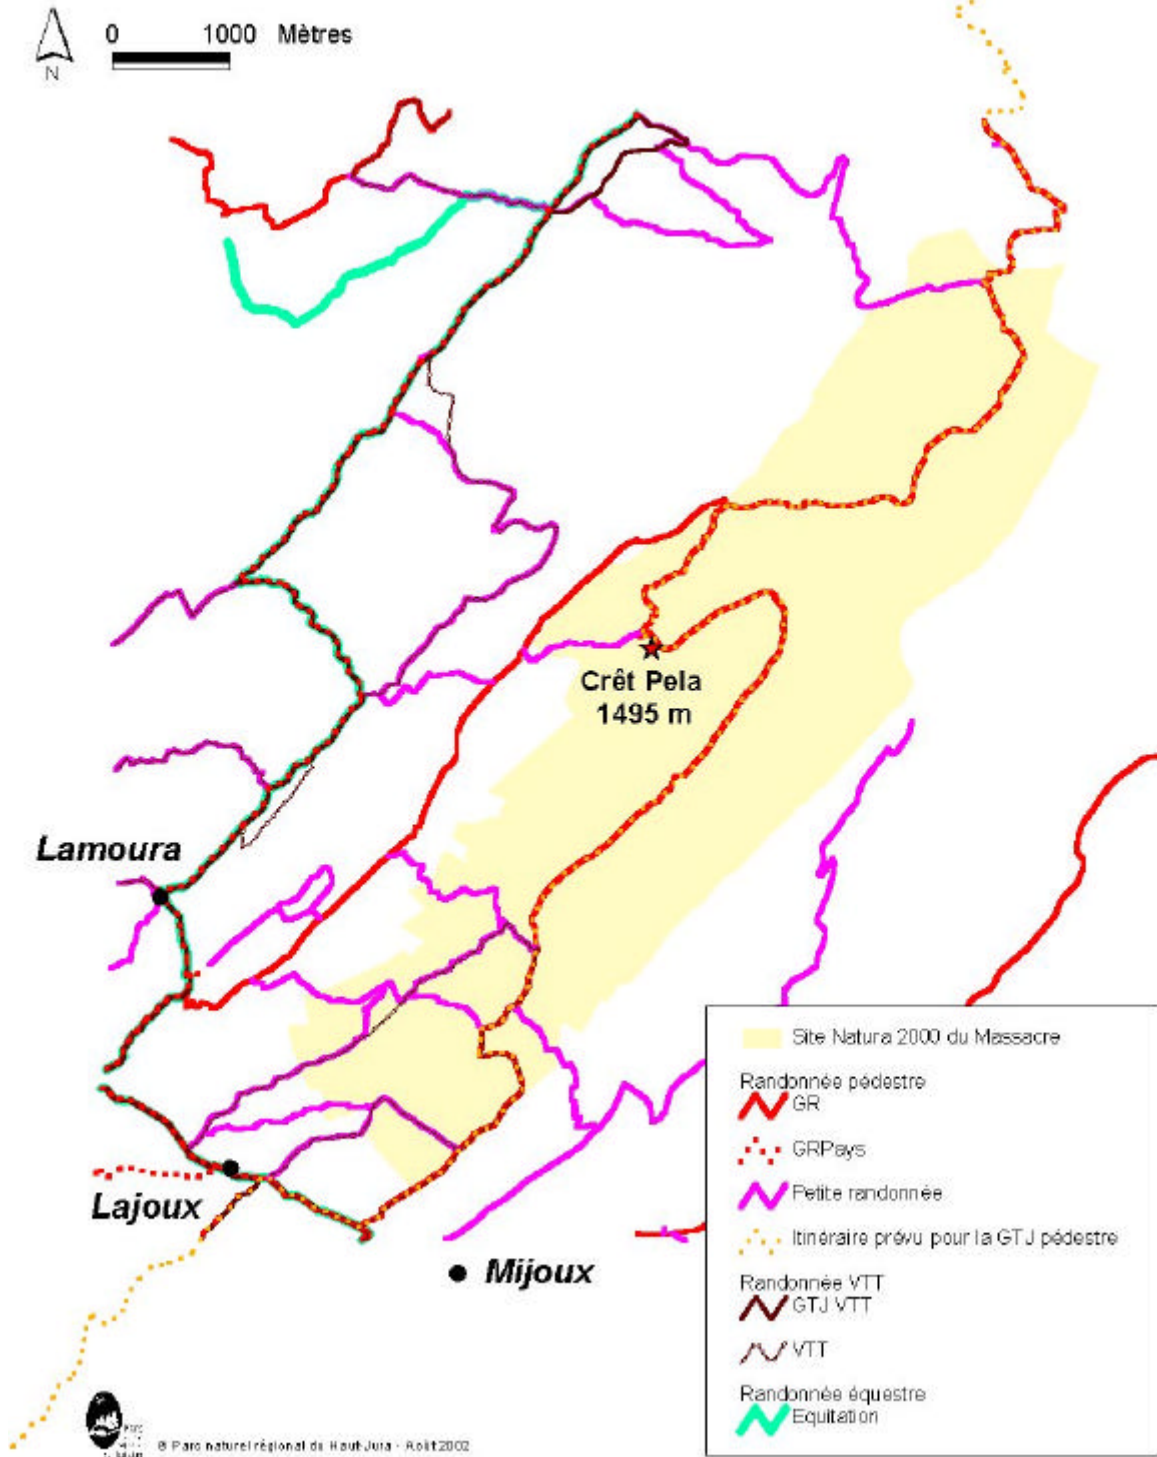 0 1000 Mètres
N
Crêt Pela
1495 m
Lamoura
Lajoux
Mijoux
Site Natura 2000 du Massacre
Randonnée pédestre
GR
GRPays
Petite randonnée
Itinéraire prévu pour la GTJ pédestre
Randonnée VTT
GTJ VTT
VTT
Randonnée équestre
Equitation
© Parc naturel régional du Haut-Jura - Août 2002